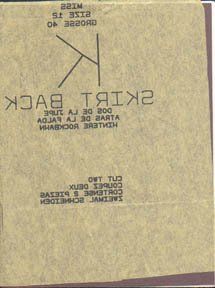 MISS
SIZE 12
GROSSE 40
K
SKIRT BACK
DOS DE LA JUPE
ATRAS DE LA FALDA
HINTERE ROCKBAHN
CUT TWO
COUPEZ DEUX
CORTENSE 2 PIEZAS
ZWEIMAL SCHNEIDEN